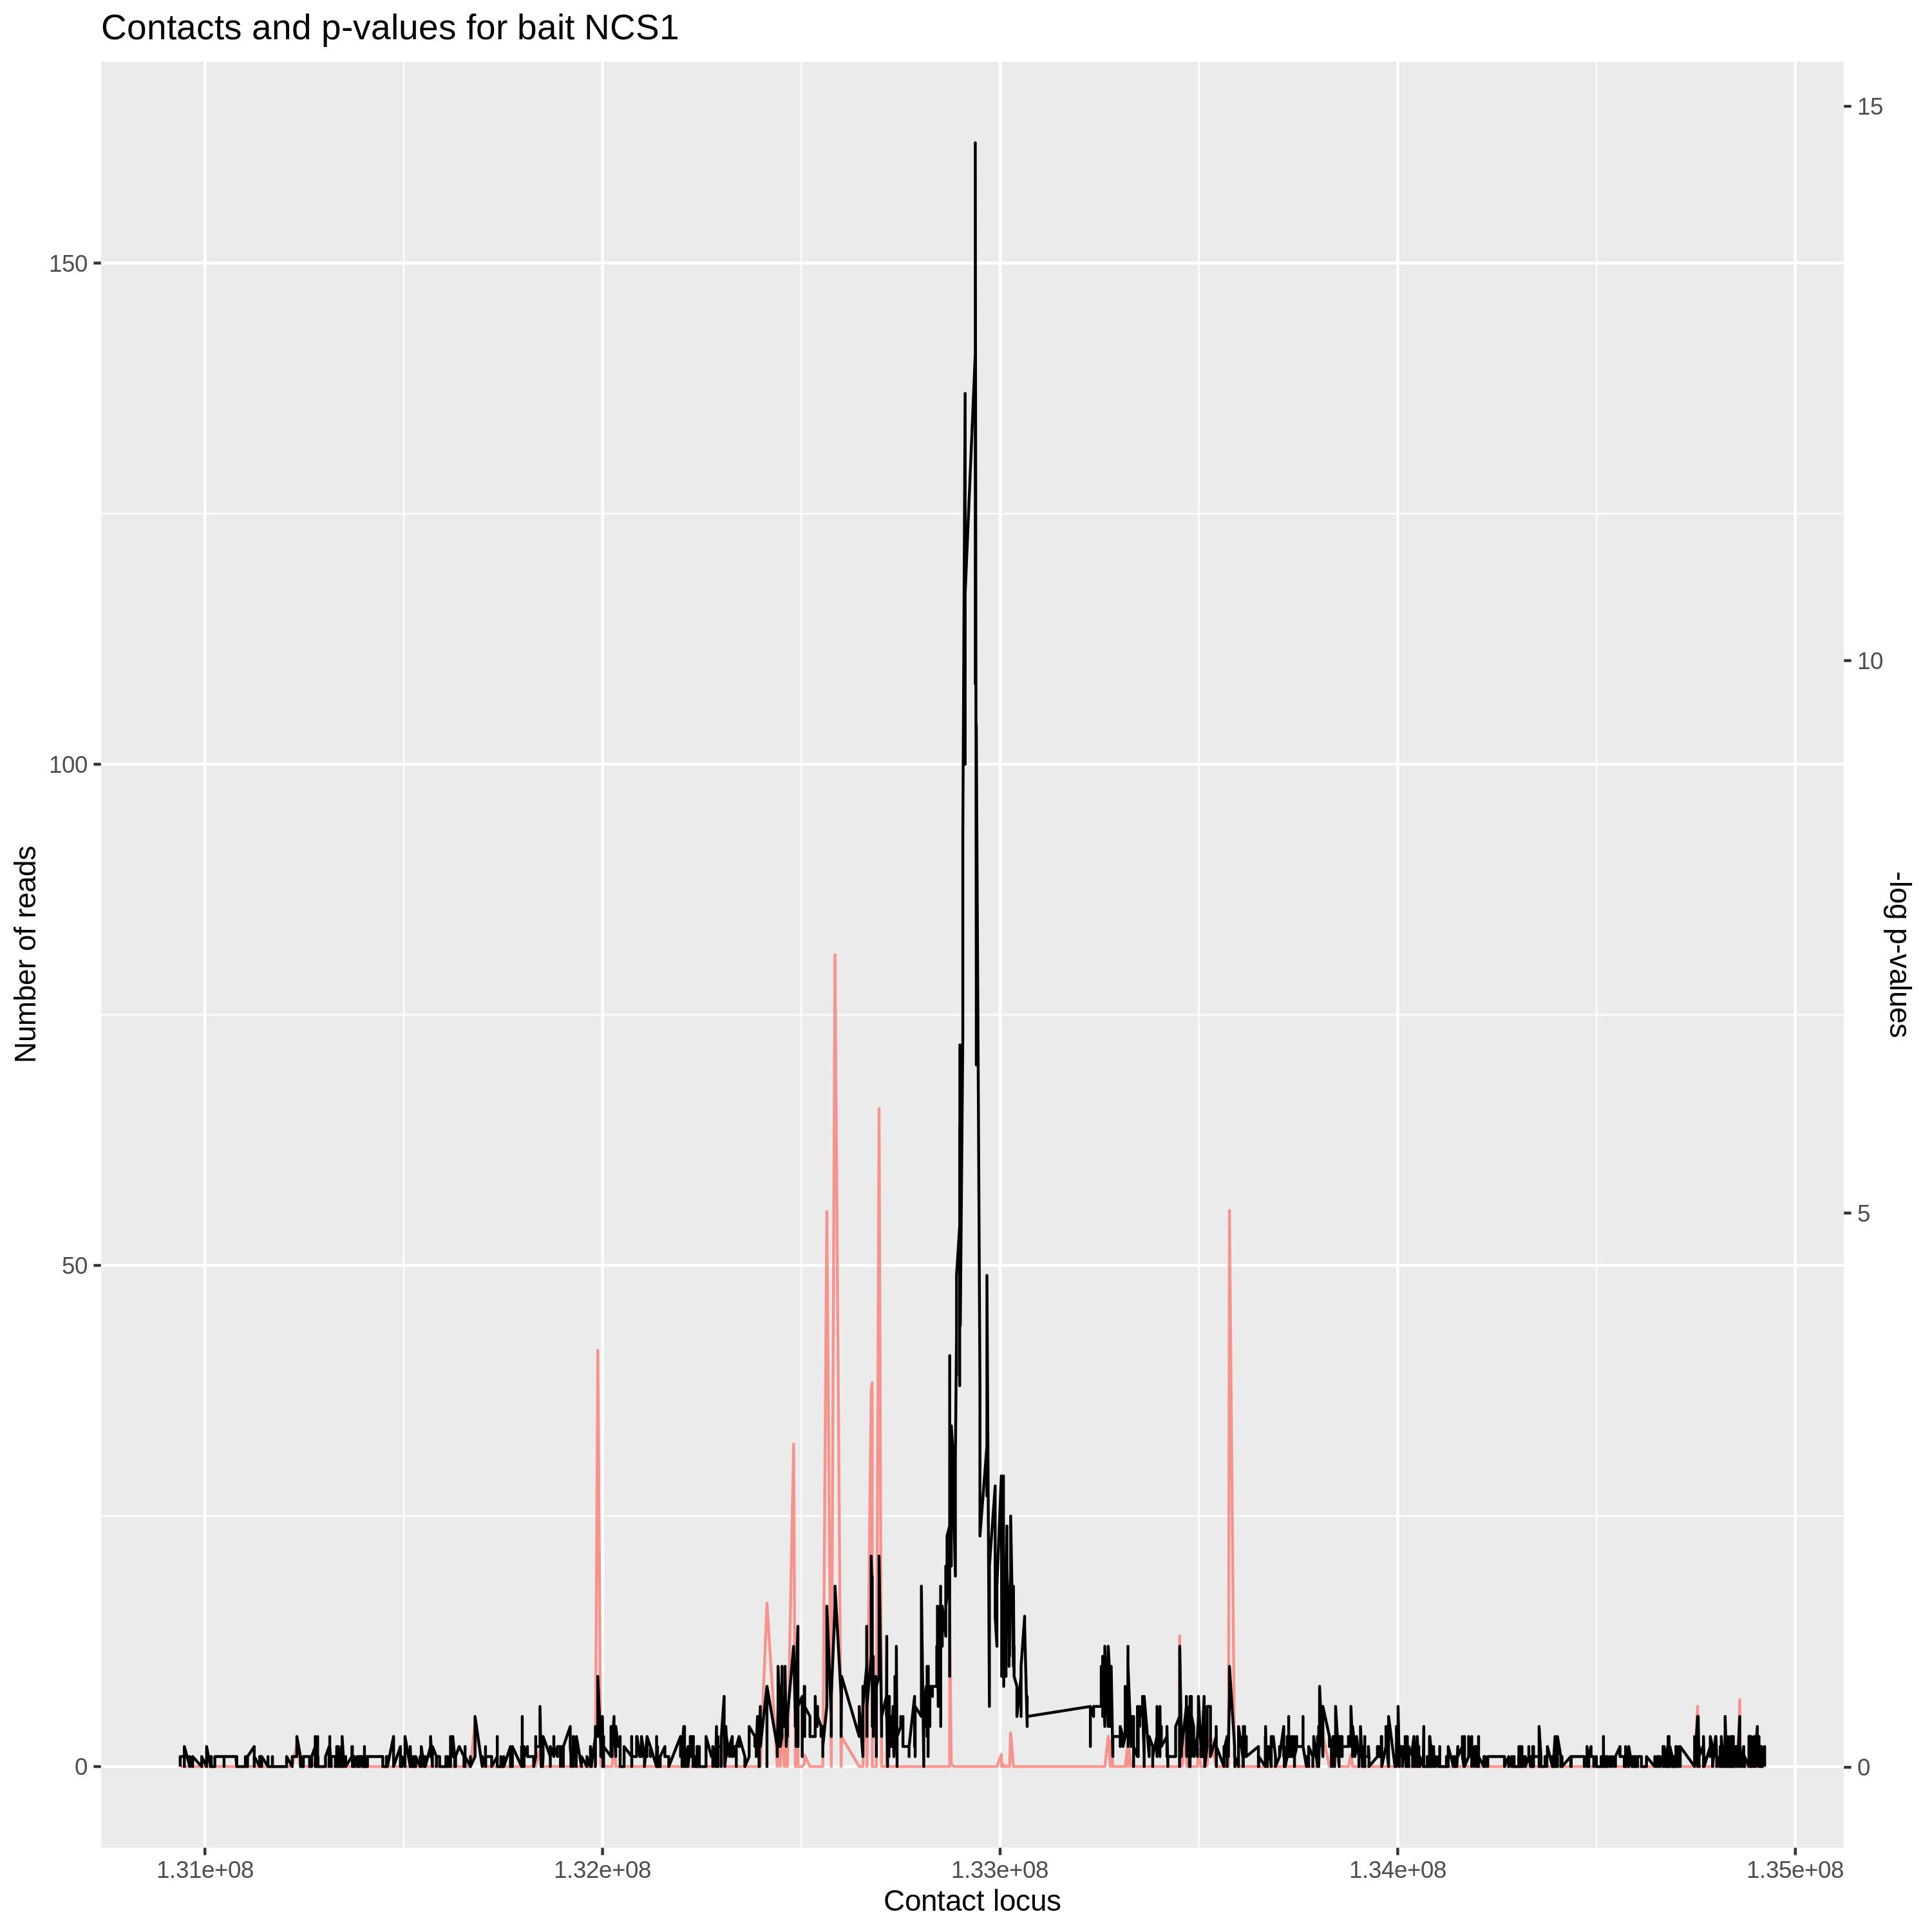 Contacts and p-values for bait NCS1
150
100
50
0
Number of reads
15
10
5
0
-log p-values
1.31e+08
1.32e+08
1.33e+08
1.34e+08
1.35e+08
Contact locus